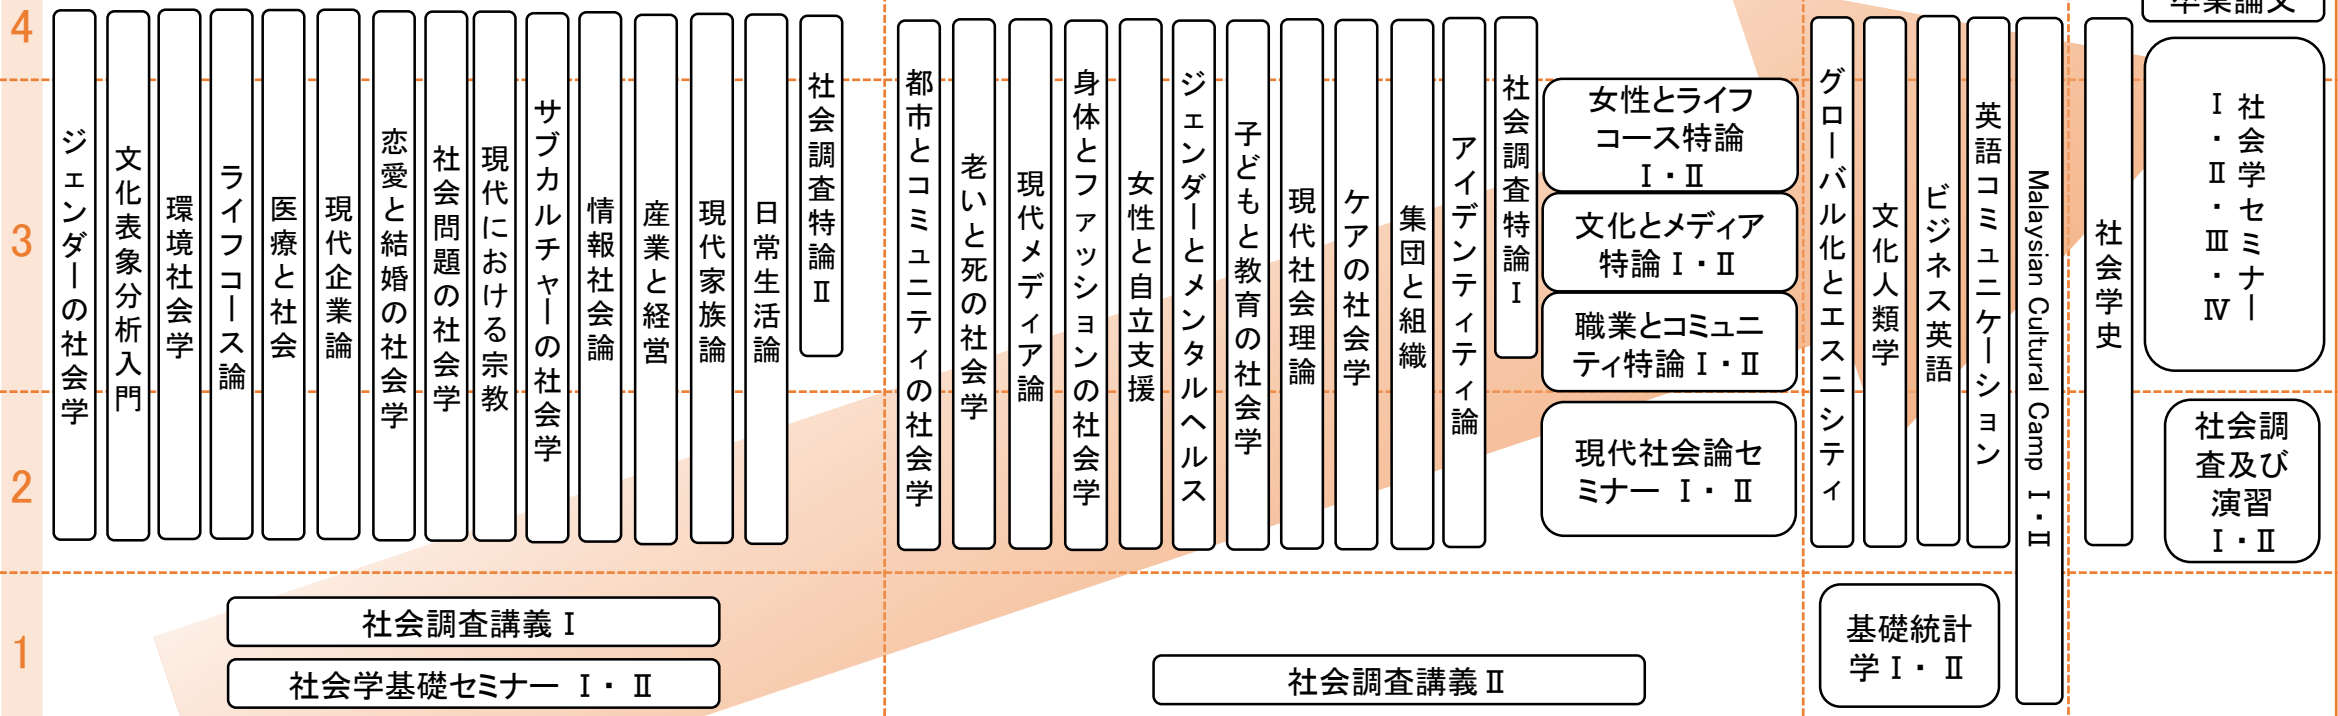 4
3
2
1
ジェンダーの社会学
文化表象分析入門
環境社会学
ライフコース論
医療と社会
現代企業論
恋愛と結婚の社会学
社会問題の社会学
現代における宗教
サブカルチャーの社会学
情報社会論
産業と経営
現代家族論
日常生活論
社会調査特論Ⅱ
社会調査講義Ⅰ
社会学基礎セミナー Ⅰ・Ⅱ
都市とコミュニティの社会学
老いと死の社会学
現代メディア論
身体とファッションの社会学
女性と自立支援
ジェンダーとメンタルヘルス
子どもと教育の社会学
現代社会理論
ケアの社会学
集団と組織
アイデンティティ論
社会調査特論Ⅰ
女性とライフ
コース特論
Ⅰ・Ⅱ
文化とメディア
特論Ⅰ・Ⅱ
職業とコミュニ
ティ特論Ⅰ・Ⅱ
現代社会論セ
ミナー Ⅰ・Ⅱ
社会調査講義Ⅱ
グローバル化とエスニシティ
文化人類学
ビジネス英語
英語コミュニケーション
Malaysian Cultural Camp Ⅰ・Ⅱ
基礎統計
学Ⅰ・Ⅱ
社会学史
卒業論文
社会学セミナー
Ⅰ・Ⅱ・Ⅲ・Ⅳ
社会調
査及び
演習
Ⅰ・Ⅱ